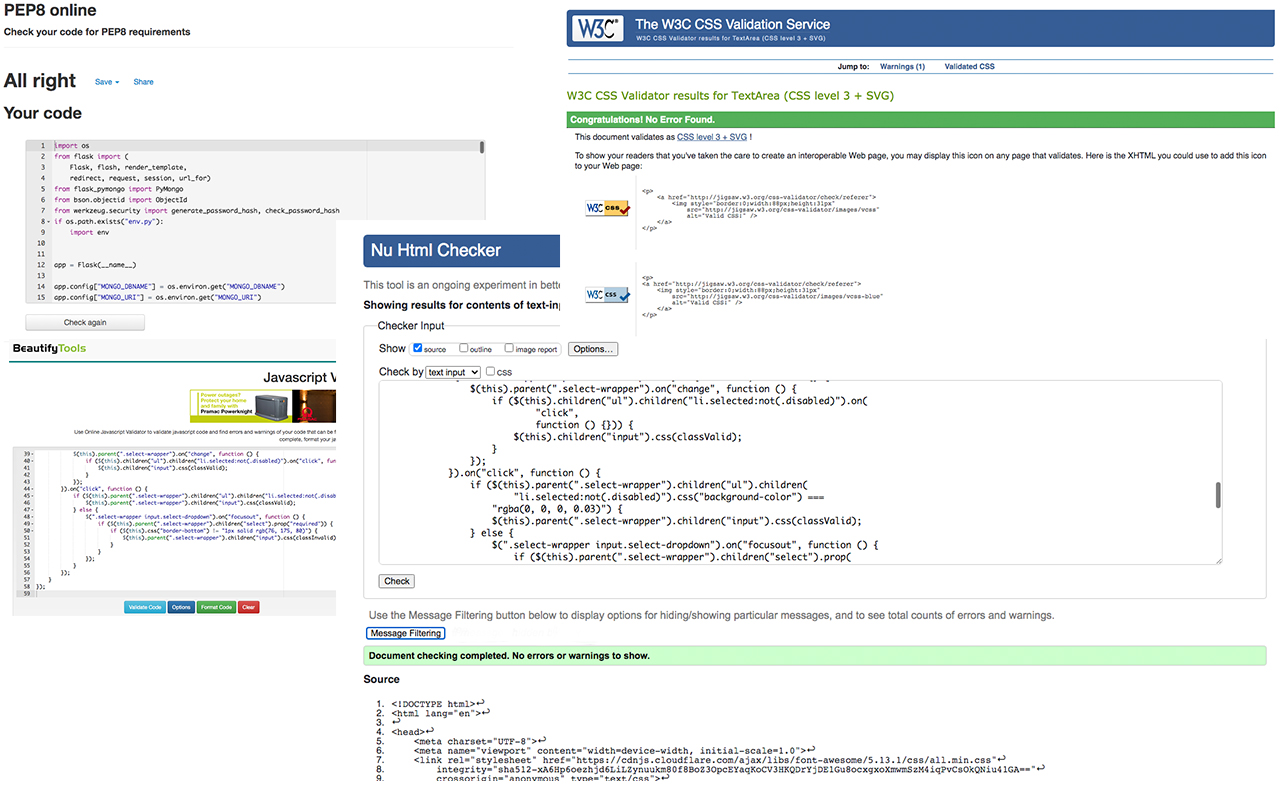 PEP8 online
Check your code for PEP8 requirements
All right
Save
Share
Your code
1 import os
2 from flask import (
3 Flask, flash, render_template,
4 redirect, request, session, url_for)
5 from flask_pymongo import PyMongo
6 from bson.objectid import ObjectId
7 from werkzeug.security import generate_password_hash, check_password_hash
8 if os.path.exists("env.py"):
9 import env
10
11
12 app = Flask(__name__)
13
14 app.config["MONGO_DBNAME"] = os.environ.get("MONGO_DBNAME")
15 app.config["MONGO_URI"] = os.environ.get("MONGO_URI")
Check again
BeautifyTools
Javascript V
Power outages?
Protect your home
and family with
Pramac Powerknight
Use Online Javascript Validator to validate javascript code and find errors and warnings of your code that can be f
complete, format your ja
39 $(this).parent(".select-wrapper").on("change", function () {
40 if ($(this).children("ul").children("li.selected:not(.disabled)").on("click", fun
41 $(this).children("input").css(classValid);
42 }
43 });
44 }).on("click", function () {
45 if ($(this).parent(".select-wrapper").children("ul").children("li.selected:not(.disab
46 $(this).parent(".select-wrapper").children("input").css(classValid);
47 } else {
48 $(".select-wrapper input.select-dropdown").on("focusout", function () {
49 if ($(this).parent(".select-wrapper").children("select").prop("required")) {
50 if ($(this).css("border-bottom") != "1px solid rgb(76, 175, 80)") {
51 $(this).parent(".select-wrapper").children("input").css(classInvalid)
52 }
53 }
54 });
55 }
56 });
57 }
58 });
59
Validate Code
Options
Format Code
Clear
W3C
The W3C CSS Validation Service
W3C CSS Validator results for TextArea (CSS level 3 + SVG)
Jump to: Warnings (1) Validated CSS
W3C CSS Validator results for TextArea (CSS level 3 + SVG)
Congratulations! No Error Found.
This document validates as CSS level 3 + SVG !
To show your readers that you've taken the care to create an interoperable Web page, you may display this icon on any page that validates. Here is the XHTML you could use to add this icon
to your Web page:
W3C css
<p>
<a href="http://jigsaw.w3.org/css-validator/check/referer">
<img style="border:0;width:88px;height:31px"
src="http://jigsaw.w3.org/css-validator/images/vcss"
alt="Valid CSS!" />
</a>
</p>
W3C css
<p>
<a href="http://jigsaw.w3.org/css-validator/check/referer">
<img style="border:0;width:88px;height:31px"
src="http://jigsaw.w3.org/css-validator/images/vcss-blue"
alt="Valid CSS!" />
</a>
</p>
Nu Html Checker
This tool is an ongoing experiment in bette
Showing results for contents of text-inp
Checker Input
Show source outline image report Options...
Check by text input css
$(this).parent(".select-wrapper").on("change", function () {
if ($(this).children("ul").children("li.selected:not(.disabled)").on(
"click",
function () {})) {
$(this).children("input").css(classValid);
}
});
}).on("click", function () {
if ($(this).parent(".select-wrapper").children("ul").children(
"li.selected:not(.disabled)").css("background-color") ===
"rgba(0, 0, 0, 0.03)") {
$(this).parent(".select-wrapper").children("input").css(classValid);
} else {
$(".select-wrapper input.select-dropdown").on("focusout", function () {
if ($(this).parent(".select-wrapper").children("select").prop(
Check
Use the Message Filtering button below to display options for hiding/showing particular messages, and to see total counts of errors and warnings.
Message Filtering
Document checking completed. No errors or warnings to show.
Source
1. <!DOCTYPE html>↩
2. <html lang="en">↩
3. ↩
4. <head>↩
5. <meta charset="UTF-8">↩
6. <meta name="viewport" content="width=device-width, initial-scale=1.0">↩
7. <link rel="stylesheet" href="https://cdnjs.cloudflare.com/ajax/libs/font-awesome/5.13.1/css/all.min.css"↩
8. integrity="sha512-xA6Hp6oezhjd6LiLZynuukm80f8BoZ3OpcEYaqKoCV3HKQDrYjDE1Gu8ocxgxoXmwmSzM4iqPvCsOkQNiu41GA=="↩
9. crossorigin="anonymous" type="text/css">↩